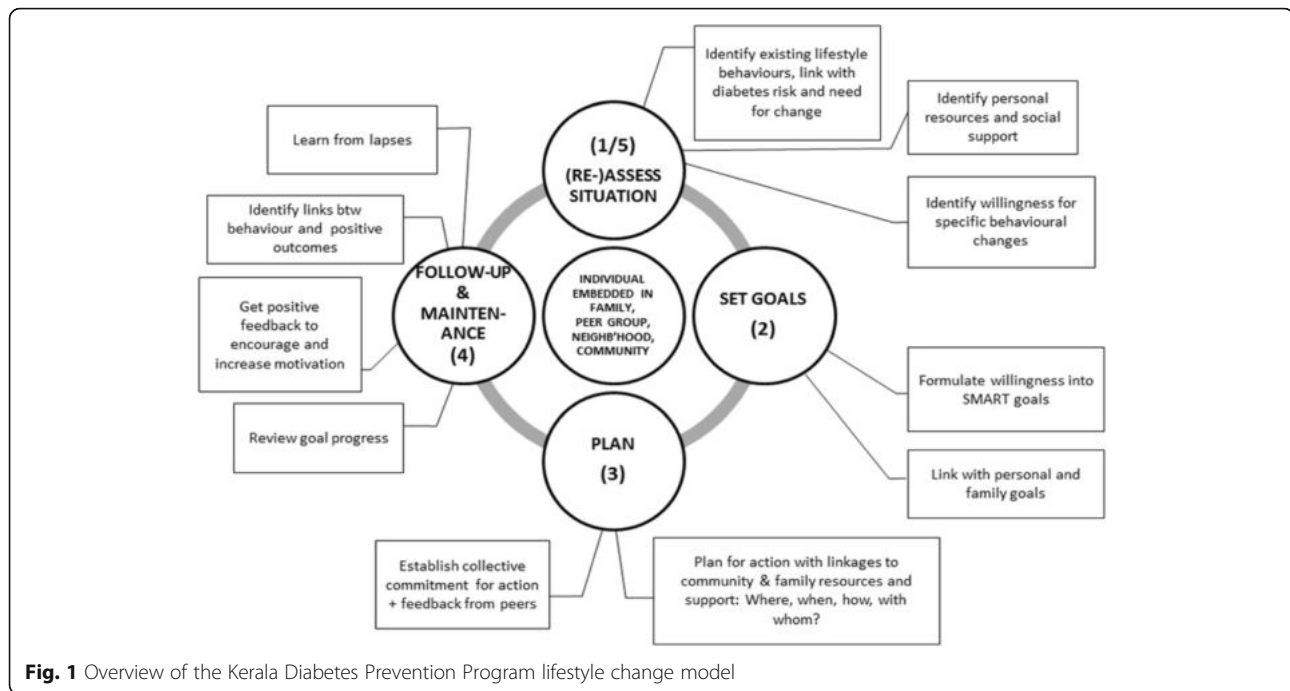 Identify existing lifestyle
behaviours, link with
diabetes risk and need
for change
Identify personal
resources and social
support
Identify willingness for
specific behavioural
changes
(1/5)
(RE-)ASSESS
SITUATION
Learn from lapses
Identify links btw
behaviour and positive
outcomes
Get positive
feedback to
encourage and
increase motivation
Review goal progress
FOLLOW-UP
&
MAINTEN-
ANCE
(4)
INDIVIDUAL
EMBEDDED IN
FAMILY,
PEER GROUP,
NEIGHB'HOOD,
COMMUNITY
SET GOALS
(2)
Formulate willingness into
SMART goals
Link with personal and
family goals
PLAN
(3)
Establish collective
commitment for action
+ feedback from peers
Plan for action with linkages to
community & family resources and
support: Where, when, how, with
whom?
Fig. 1 Overview of the Kerala Diabetes Prevention Program lifestyle change model